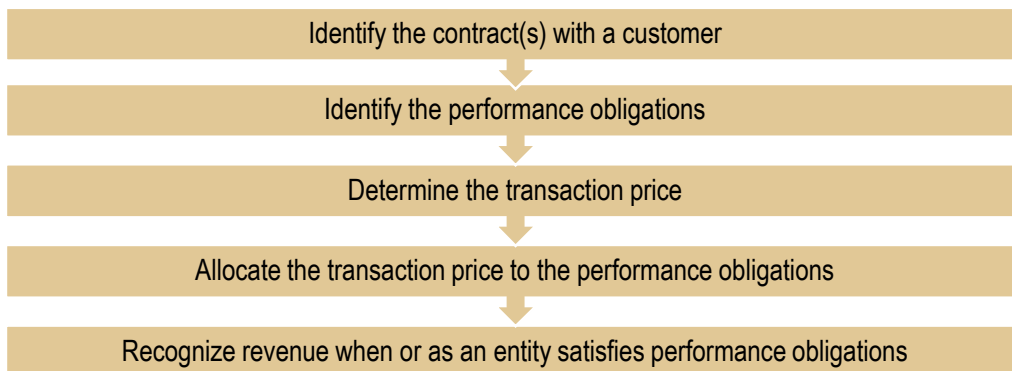 Identify the contract(s) with a customer
Identify the performance obligations
Determine the transaction price
Allocate the transaction price to the performance obligations
Recognize revenue when or as an entity satisfies performance obligations